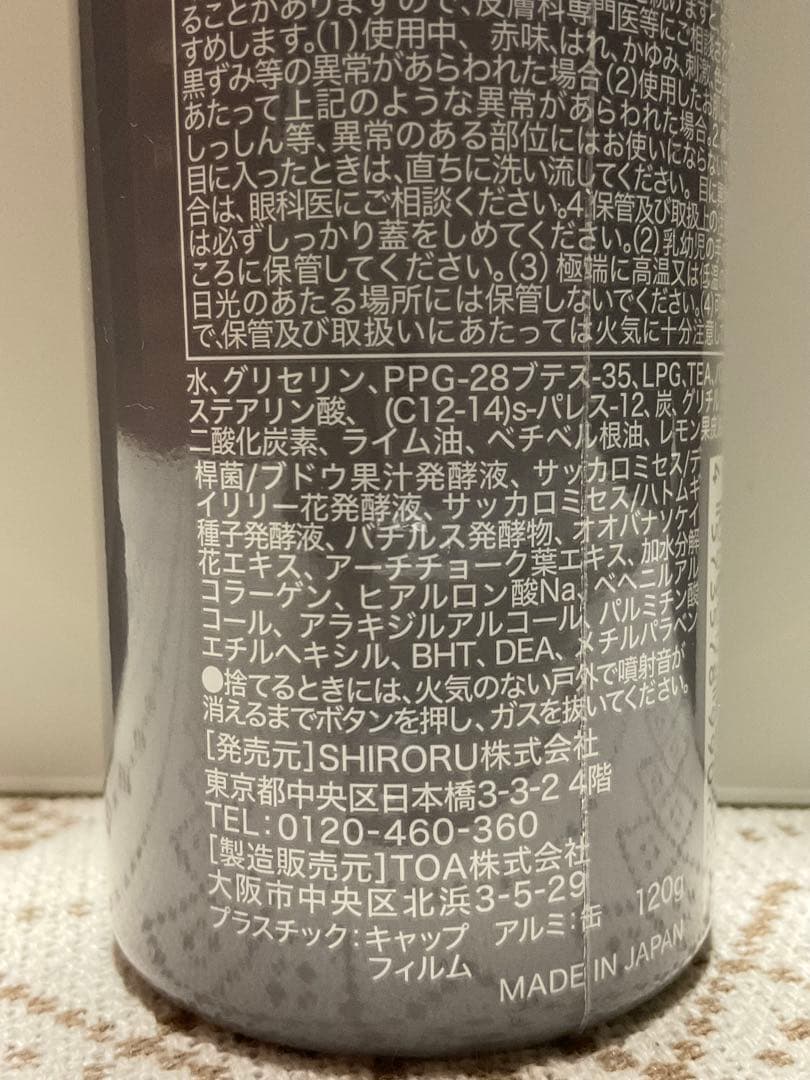 ることがありますので、皮膚科専門医等にご相談
すこめします。(1)使用中、赤味、はれ、かゆみ、刺激、色
黒ずみ等の異常があらわれた場合(2)使用したお
あたって上記のような異常があらわれた場合。2
しっしん等、異常のある部位にはお使いにならない
目に入ったときは、直ちに洗い流してください。
合は、眼科医にご相談ください。4.保管及び取扱上の
は必ずしっかり蓋をしめてください。(2)乳幼児の手
ころに保管してください。(3)極端に高温又は低温の
日光のあたる場所には保管しないでください。(4)可
で、保管及び取扱いにあたっては火気に十分注意し
水、グリセリン、PPG-28ブテス-35、LPG、TEA、
ステアリン酸、(C12-14)s-パレス-12、炭、グリチル
二酸化炭素、ライム油、ベチベル根油、レモン果皮
桿菌/ブドウ果汁発酵液、サッカロミセス/デ
イリリー花発酵液、サッカロミセス/ハトムギ
種子発酵液、バチルス発酵物、オオバナソケイ
花エキス、アーチチョーク葉エキス、加水分解
コラーゲン、ヒアルロン酸Na、ベヘニルアル
コール、アラキジルアルコール、パルミチン酸
エチルヘキシル、BHT、DEA、メチルパラベン
●捨てるときには、火気のない戸外で噴射音が
消えるまでボタンを押し、ガスを抜いてください。
[発売元]SHIRORU株式会社
東京都中央区日本橋3-3-2 4階
TEL:0120-460-360
[製造販売元]TOA株式会社
大阪市中央区北浜3-5-29
プラスチック:キャップ アルミ:缶 120g
フィルム
MADE IN JAPAN